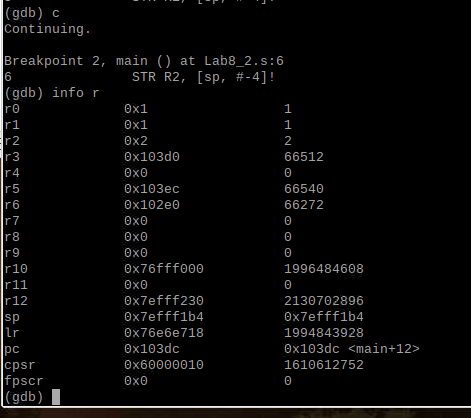 (gdb) c
Continuing.
Breakpoint 2, main () at Lab8_2.s:6
6 STR R2, [sp, #-4]!
(gdb) info r
r0 0x1 1
r1 0x1 1
r2 0x2 2
r3 0x103d0 66512
r4 0x0 0
r5 0x103ec 66540
r6 0x102e0 66272
r7 0x0 0
r8 0x0 0
r9 0x0 0
r10 0x76fff000 1996484608
r11 0x0 0
r12 0x7efff230 2130702896
sp 0x7efff1b4 0x7efff1b4
lr 0x76e6e718 1994843928
pc 0x103dc 0x103dc <main+12>
cpsr 0x60000010 1610612752
fpscr 0x0 0
(gdb)